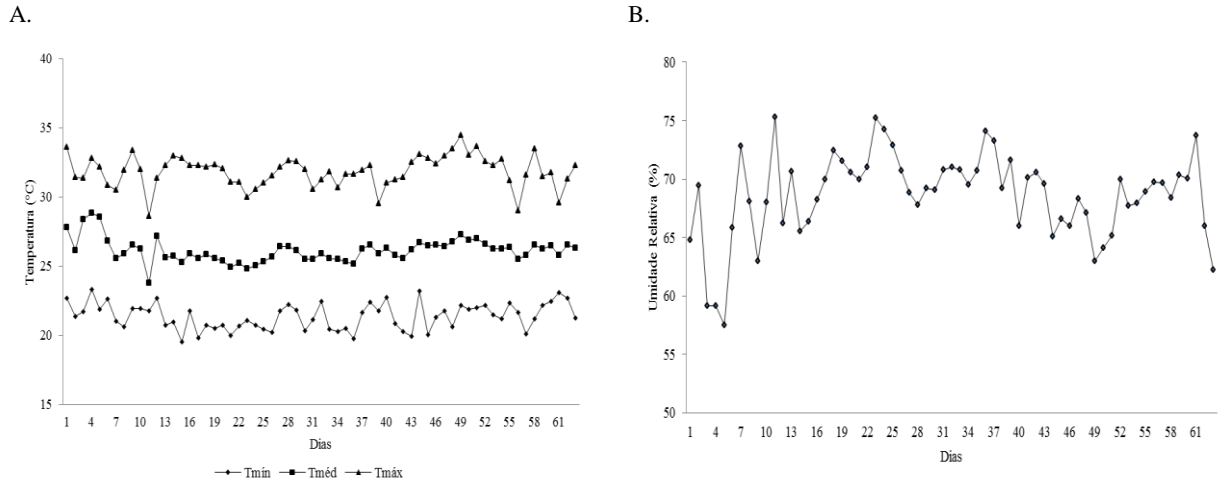 A.
Temperatura (°C)
40
35
30
25
20
15
1 4 7 10 13 16 19 22 25 28 31 34 37 40 43 46 49 52 55 58 61
Dias
Tmín Tméd Tmáx
B.
Umidade Relativa (%)
80
75
70
65
60
55
50
1 4 7 10 13 16 19 22 25 28 31 34 37 40 43 46 49 52 55 58 61
Dias